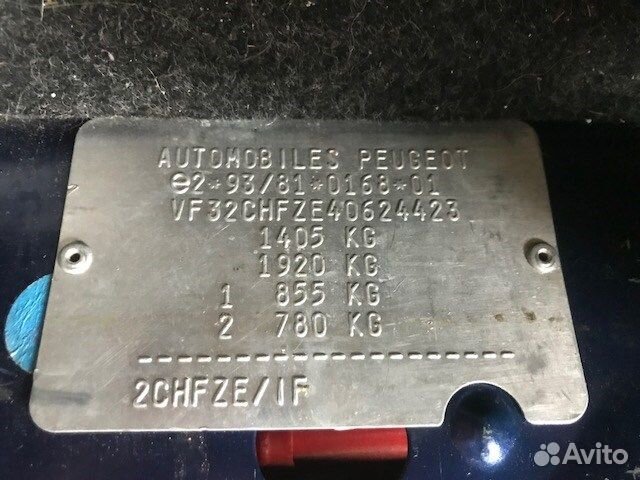 AUTOMOBILES PEUGEOT
e2*93/81*0168*01
VF32CHFZE40624423
1405 KG
1920 KG
1 855 KG
2 780 KG
--------------------
2CHFZE/IF
Avito